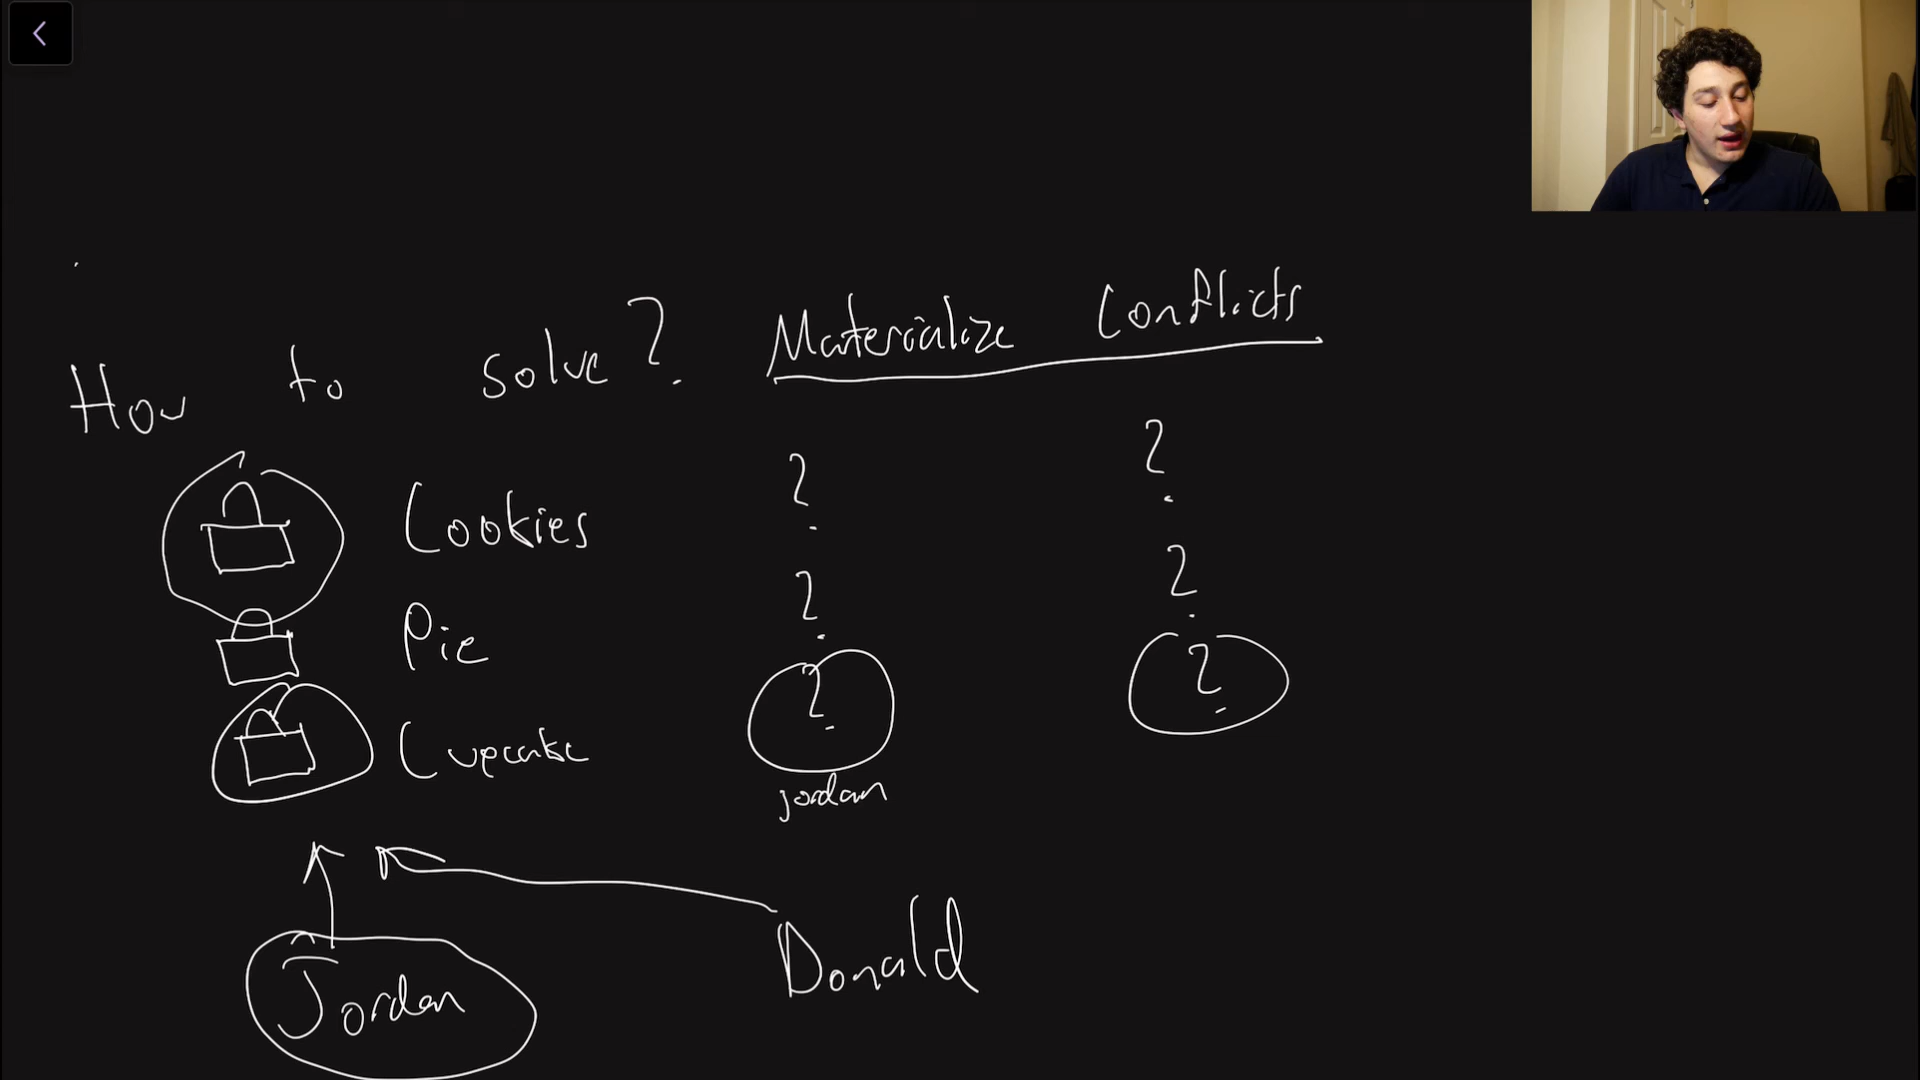 How to solve? Materialize Conflicts
Cookies ? ?
Pie ? ?
Cupcake ? ?
jordan
Jordan
Donald